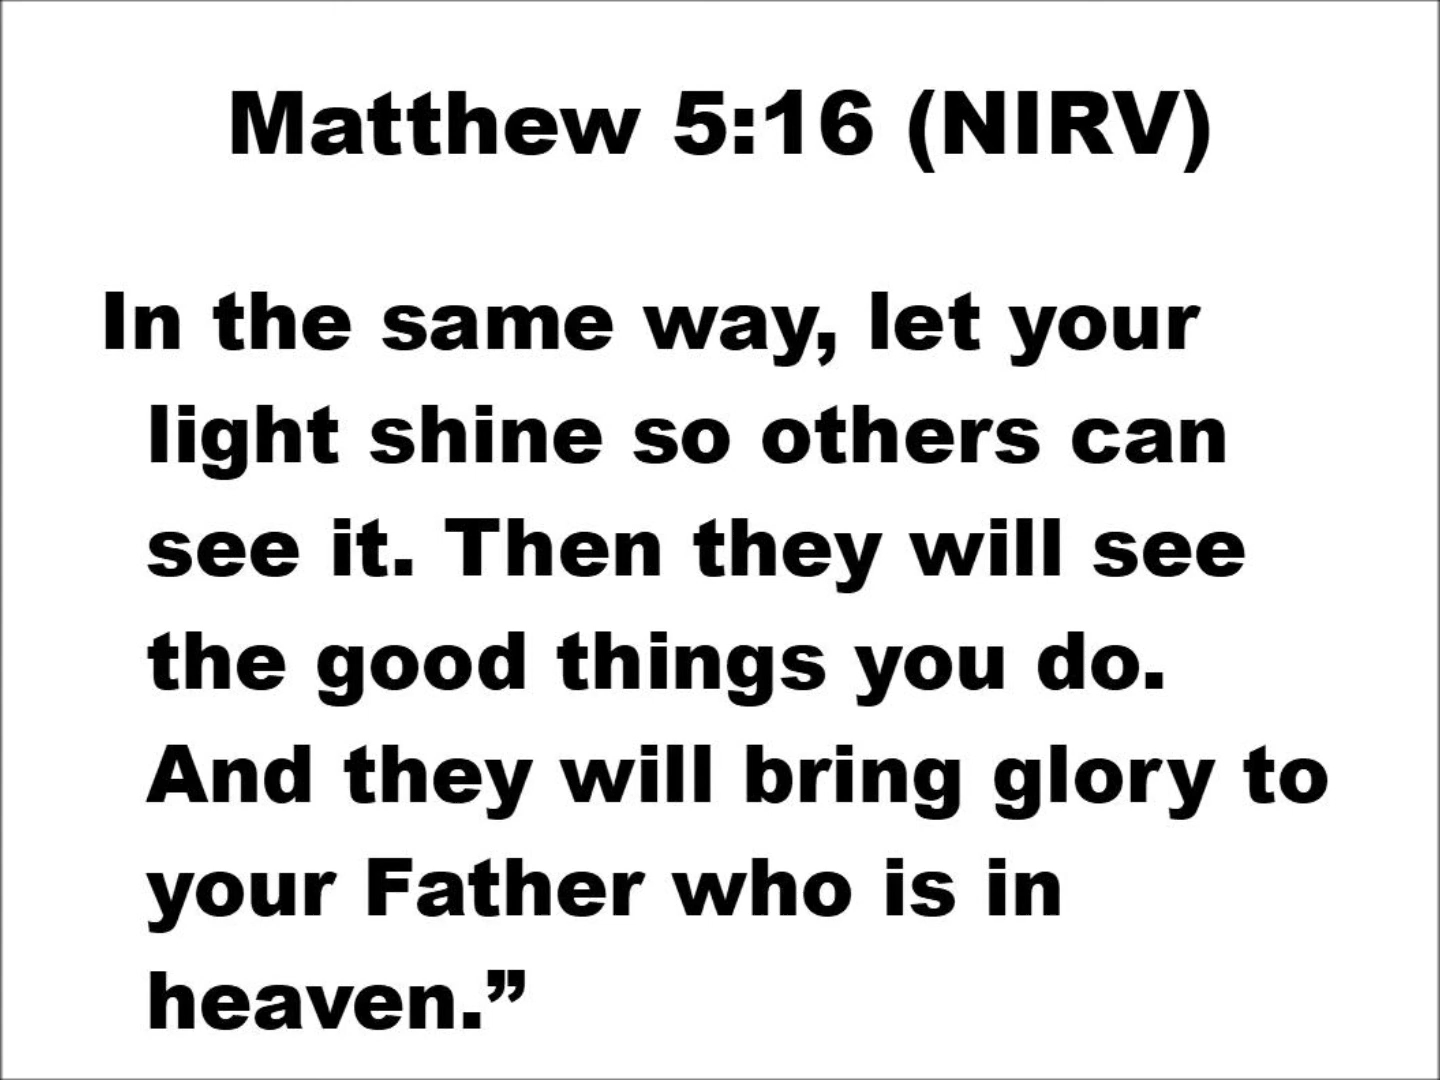 Matthew 5:16 (NIRV)
In the same way, let your
light shine so others can
see it. Then they will see
the good things you do.
And they will bring glory to
your Father who is in
heaven.”